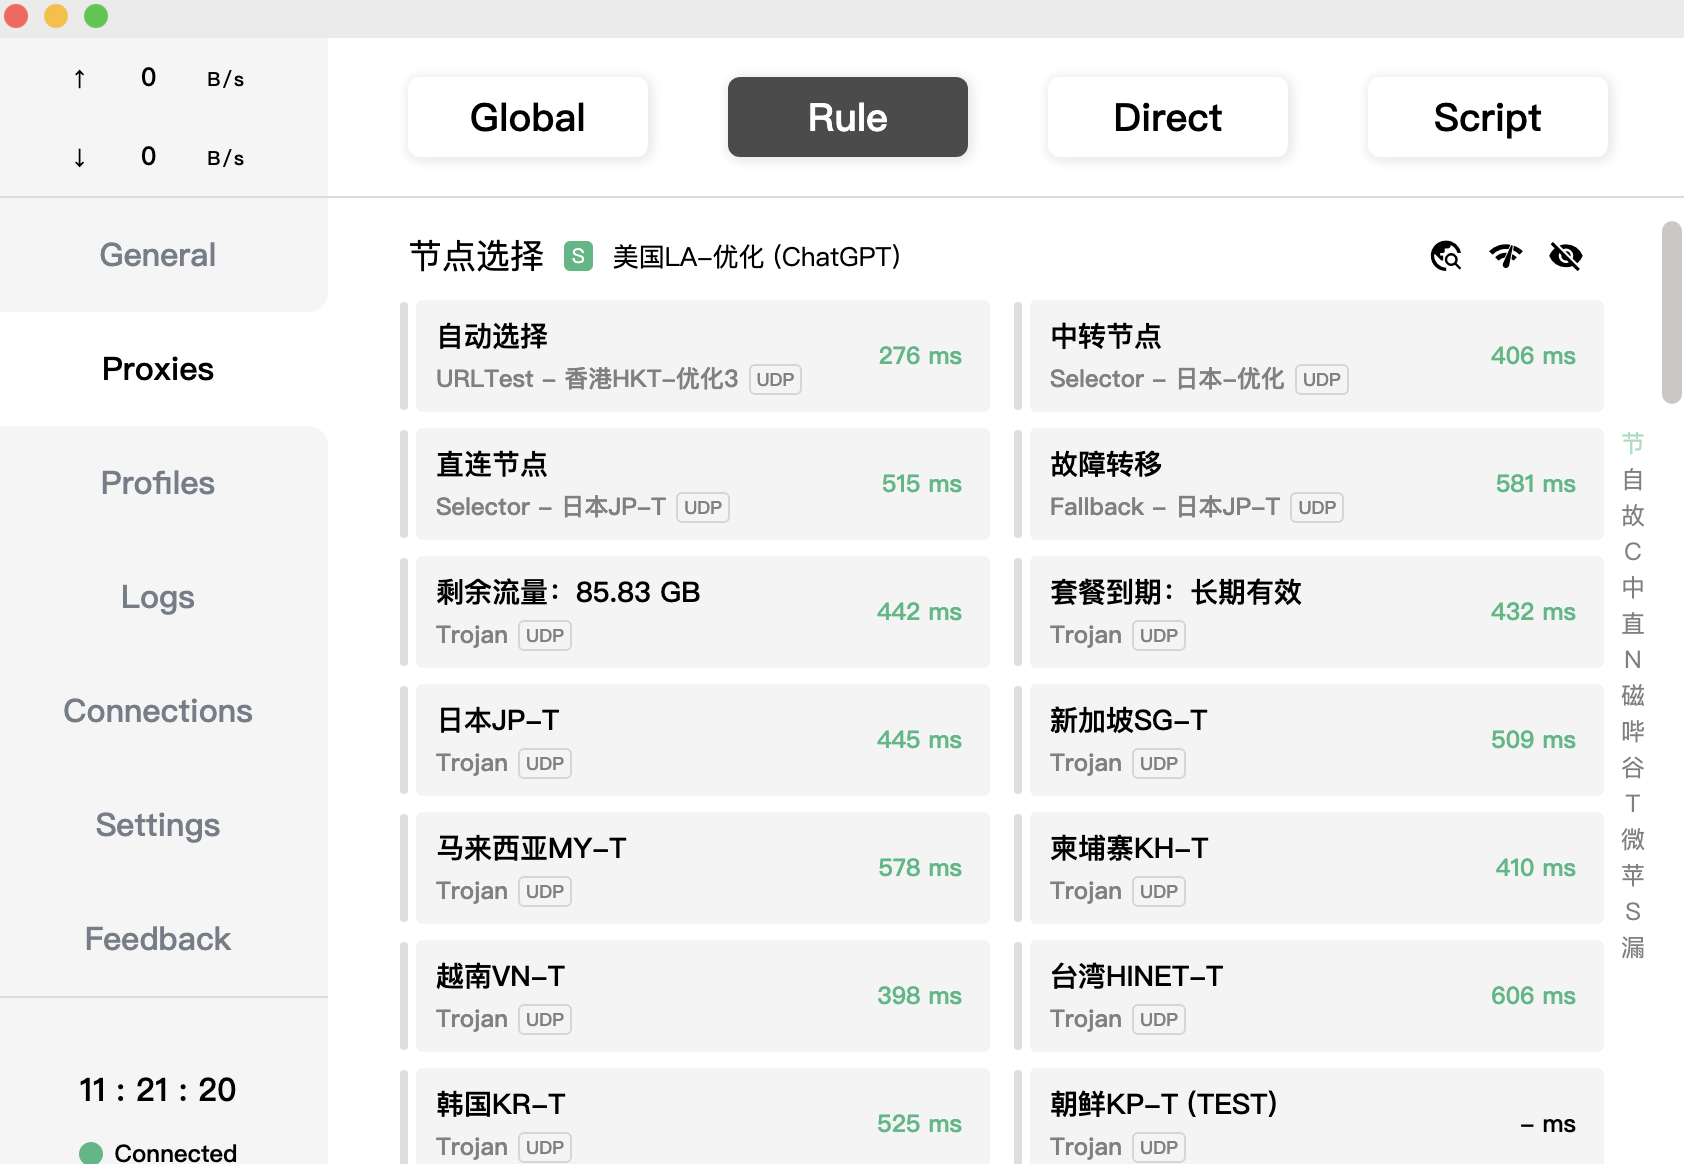 ↑ 0 B/s
↓ 0 B/s
General
Proxies
Profiles
Logs
Connections
Settings
Feedback
11 : 21 : 20
Connected
Global
Rule
Direct
Script
节点选择 S 美国LA-优化 (ChatGPT)
自动选择
URLTest - 香港HKT-优化3 UDP
276 ms
中转节点
Selector - 日本-优化 UDP
406 ms
直连节点
Selector - 日本JP-T UDP
515 ms
故障转移
Fallback - 日本JP-T UDP
581 ms
剩余流量：85.83 GB
Trojan UDP
442 ms
套餐到期：长期有效
Trojan UDP
432 ms
日本JP-T
Trojan UDP
445 ms
新加坡SG-T
Trojan UDP
509 ms
马来西亚MY-T
Trojan UDP
578 ms
柬埔寨KH-T
Trojan UDP
410 ms
越南VN-T
Trojan UDP
398 ms
台湾HINET-T
Trojan UDP
606 ms
韩国KR-T
Trojan UDP
525 ms
朝鲜KP-T (TEST)
Trojan UDP
- ms
节
自
故
C
中
直
N
磁
哔
谷
T
微
苹
S
漏